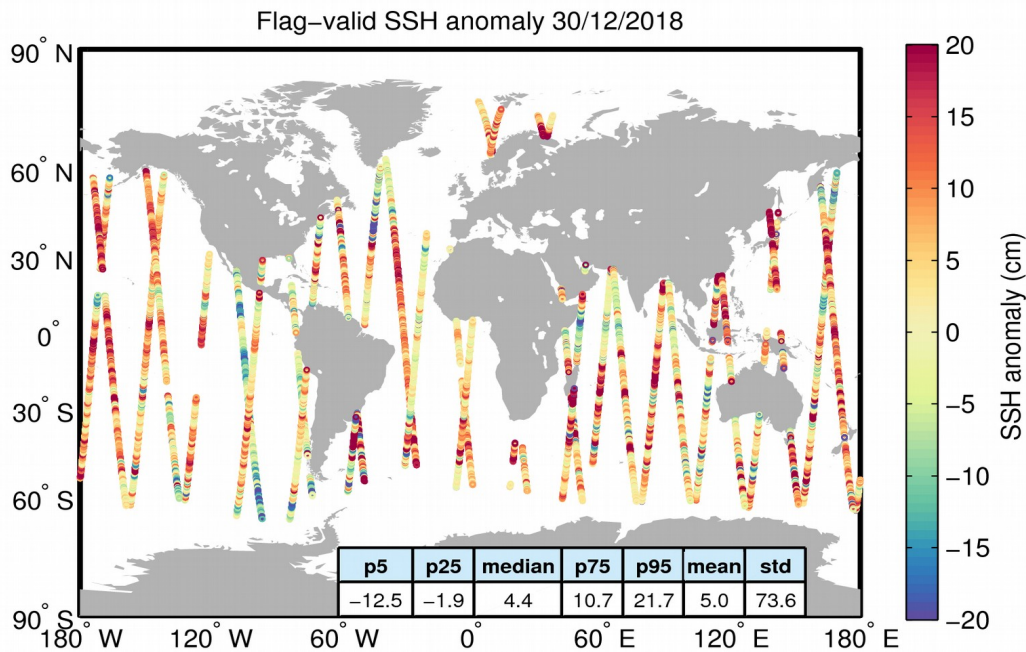 Flag−valid SSH anomaly 30/12/2018
90° N
60° N
30° N
0°
30° S
60° S
90° S
180° W
120° W
60° W
0°
60° E
120° E
180° E
p5 p25 median p75 p95 mean std
−12.5 −1.9 4.4 10.7 21.7 5.0 73.6
20
15
10
5
0
−5
−10
−15
−20
SSH anomaly (cm)